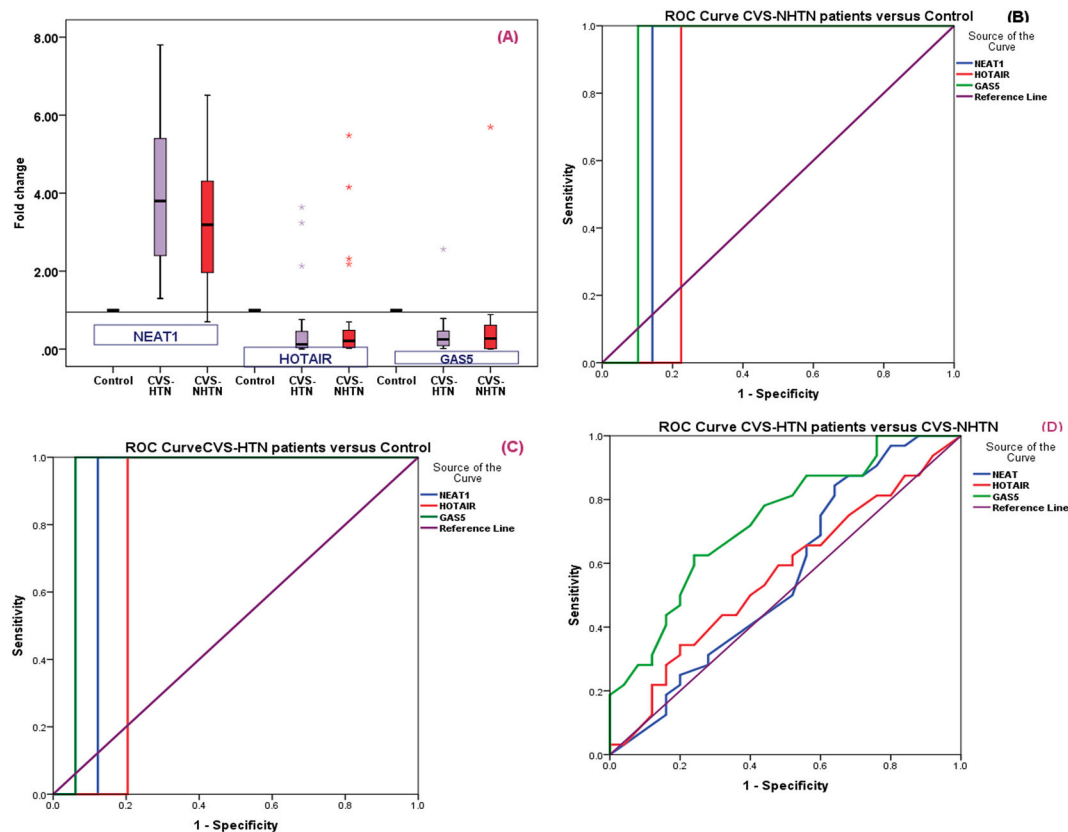 (A)
8.00
6.00
4.00
2.00
.00
Fold change
NEAT1
HOTAIR
GAS5
Control
CVS-
HTN
CVS-
NHTN
Control
CVS-
HTN
CVS-
NHTN
Control
CVS-
HTN
CVS-
NHTN
ROC Curve CVS-NHTN patients versus Control
(B)
Source of the
Curve
NEAT1
HOTAIR
GAS5
Reference Line
1.0
0.8
0.6
0.4
0.2
0.0
Sensitivity
0.0
0.2
0.4
0.6
0.8
1.0
1 - Specificity
ROC CurveCVS-HTN patients versus Control
(C)
Source of the
Curve
NEAT1
HOTAIR
GAS5
Reference Line
1.0
0.8
0.6
0.4
0.2
0.0
Sensitivity
0.0
0.2
0.4
0.6
0.8
1.0
1 - Specificity
ROC Curve CVS-HTN patients versus CVS-NHTN
(D)
Source of the
Curve
NEAT
HOTAIR
GAS5
Reference Line
1.0
0.8
0.6
0.4
0.2
0.0
Sensitivity
0.0
0.2
0.4
0.6
0.8
1.0
1 - Specificity